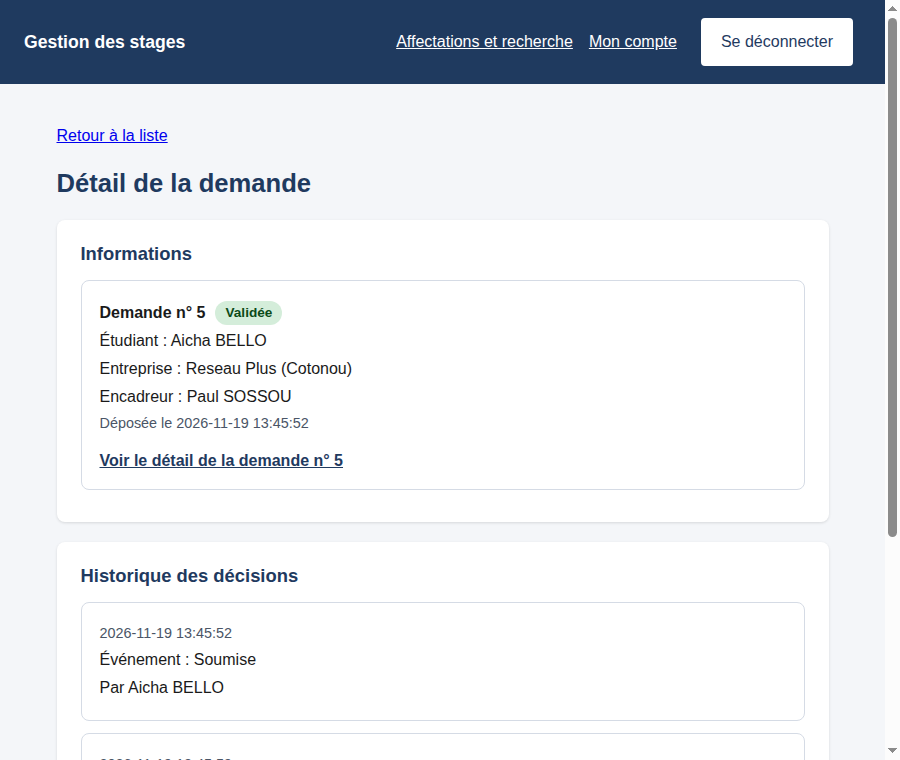 Gestion des stages
Affectations et recherche
Mon compte
Se déconnecter
Retour à la liste
Détail de la demande
Informations
Demande n° 5 Validée
Étudiant : Aicha BELLO
Entreprise : Reseau Plus (Cotonou)
Encadreur : Paul SOSSOU
Déposée le 2026-11-19 13:45:52
Voir le détail de la demande n° 5
Historique des décisions
2026-11-19 13:45:52
Événement : Soumise
Par Aicha BELLO